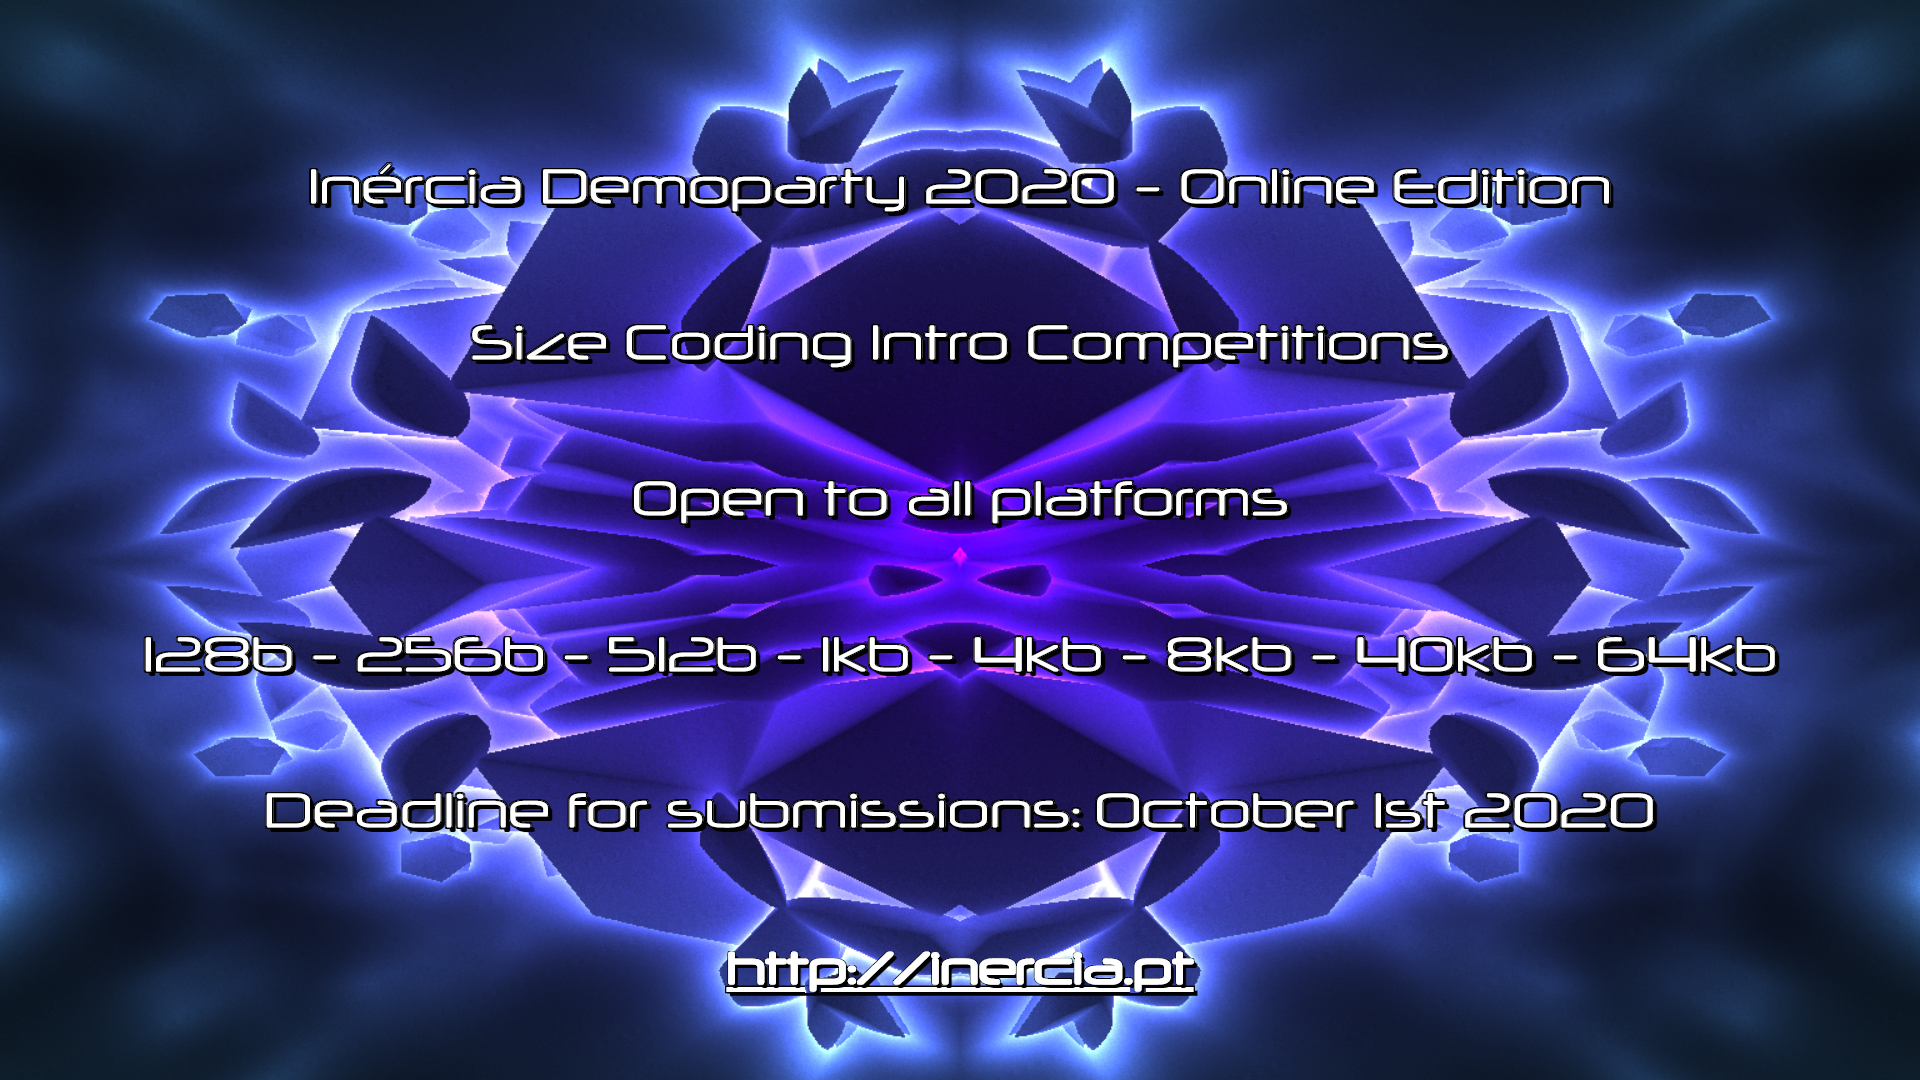 Inércia Demoparty 2020 - Online Edition
Size Coding Intro Competitions
Open to all platforms
128b - 256b - 512b - 1kb - 4kb - 8kb - 40kb - 64kb
Deadline for submissions: October 1st 2020
http://inercia.pt